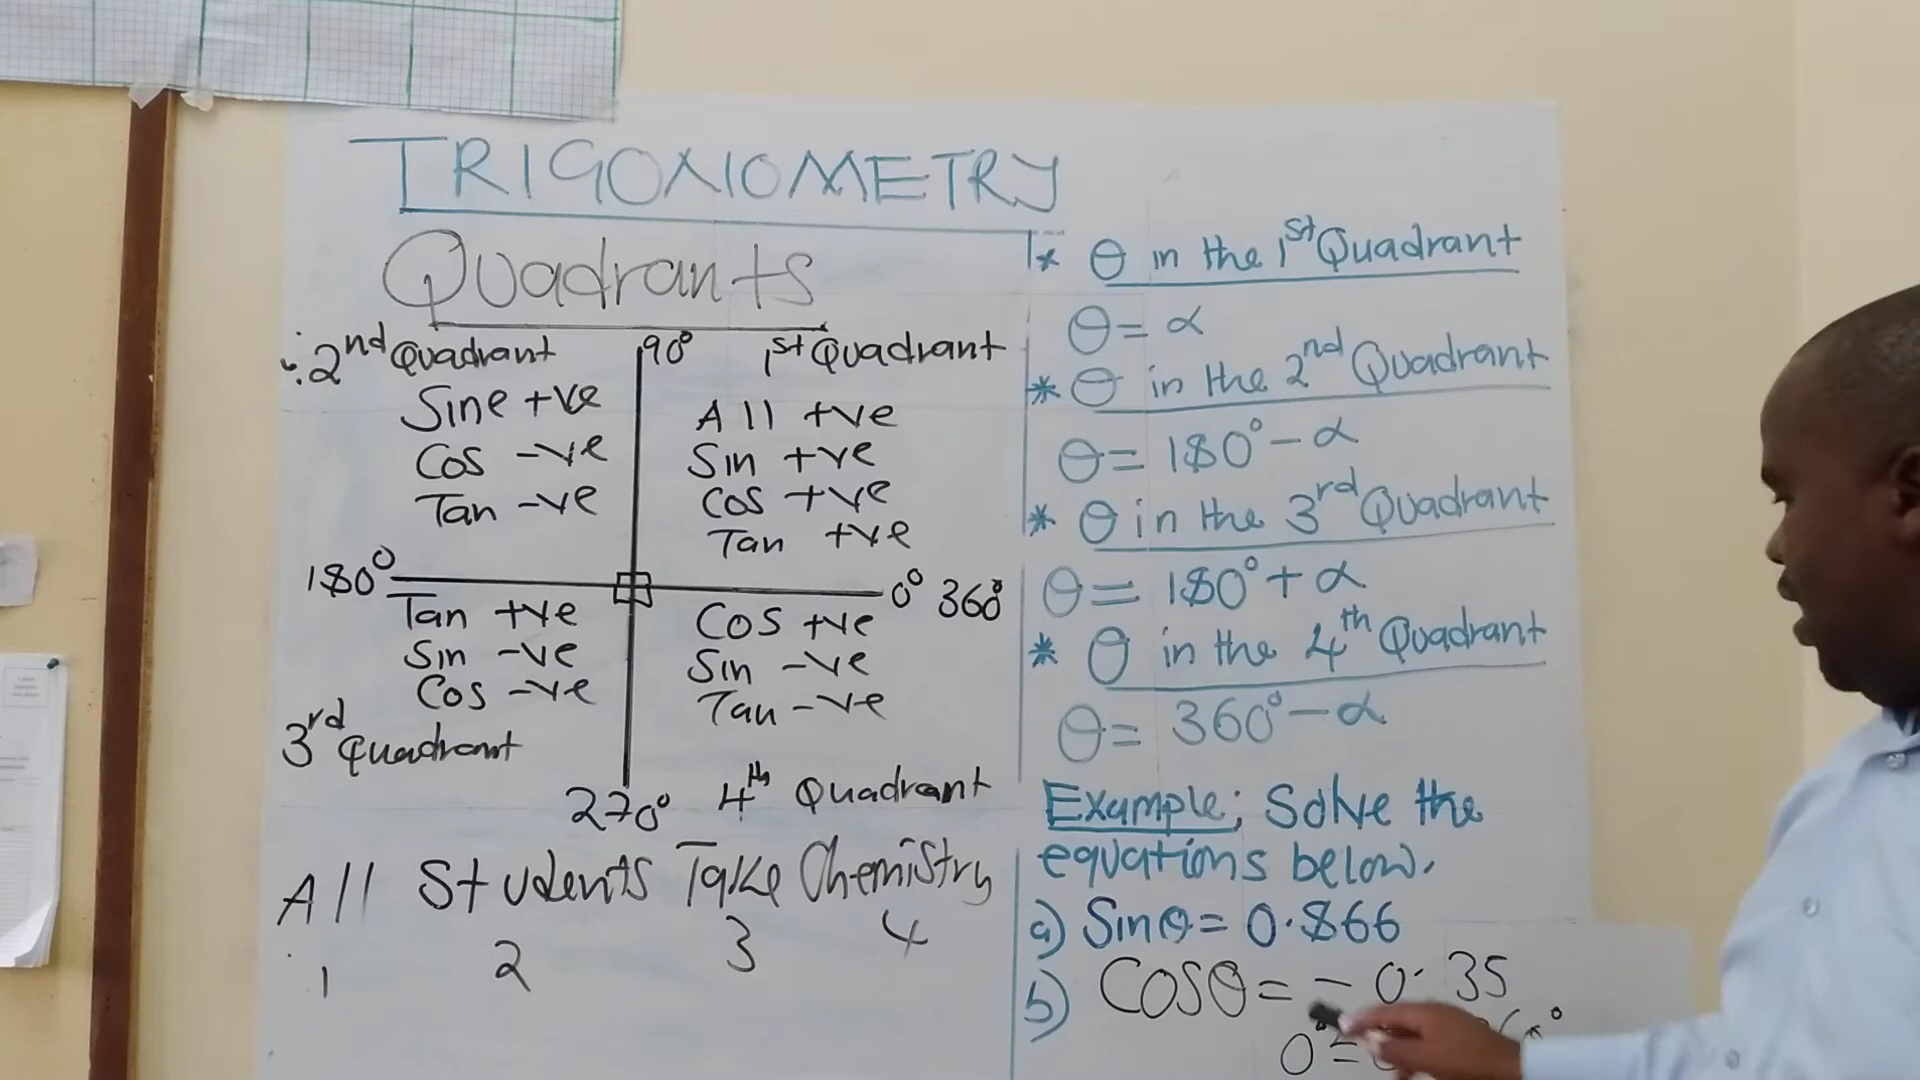 TRIGONOMETRY
Quadrants
2nd Quadrant
90°
1st Quadrant
Sine +ve
Cos -ve
Tan -ve
All +ve
Sin +ve
Cos +ve
Tan +ve
180°
0° 360°
Tan +ve
Sin -ve
Cos -ve
3rd Quadrant
Cos +ve
Sin -ve
Tan -ve
270°
4th Quadrant
All Students Take Chemistry
1 2 3 4
* θ in the 1st Quadrant
θ = α
* θ in the 2nd Quadrant
θ = 180° - α
* θ in the 3rd Quadrant
θ = 180° + α
* θ in the 4th Quadrant
θ = 360° - α
Example; Solve the
equations below.
a) Sinθ = 0.866
b) Cosθ = - 0.35